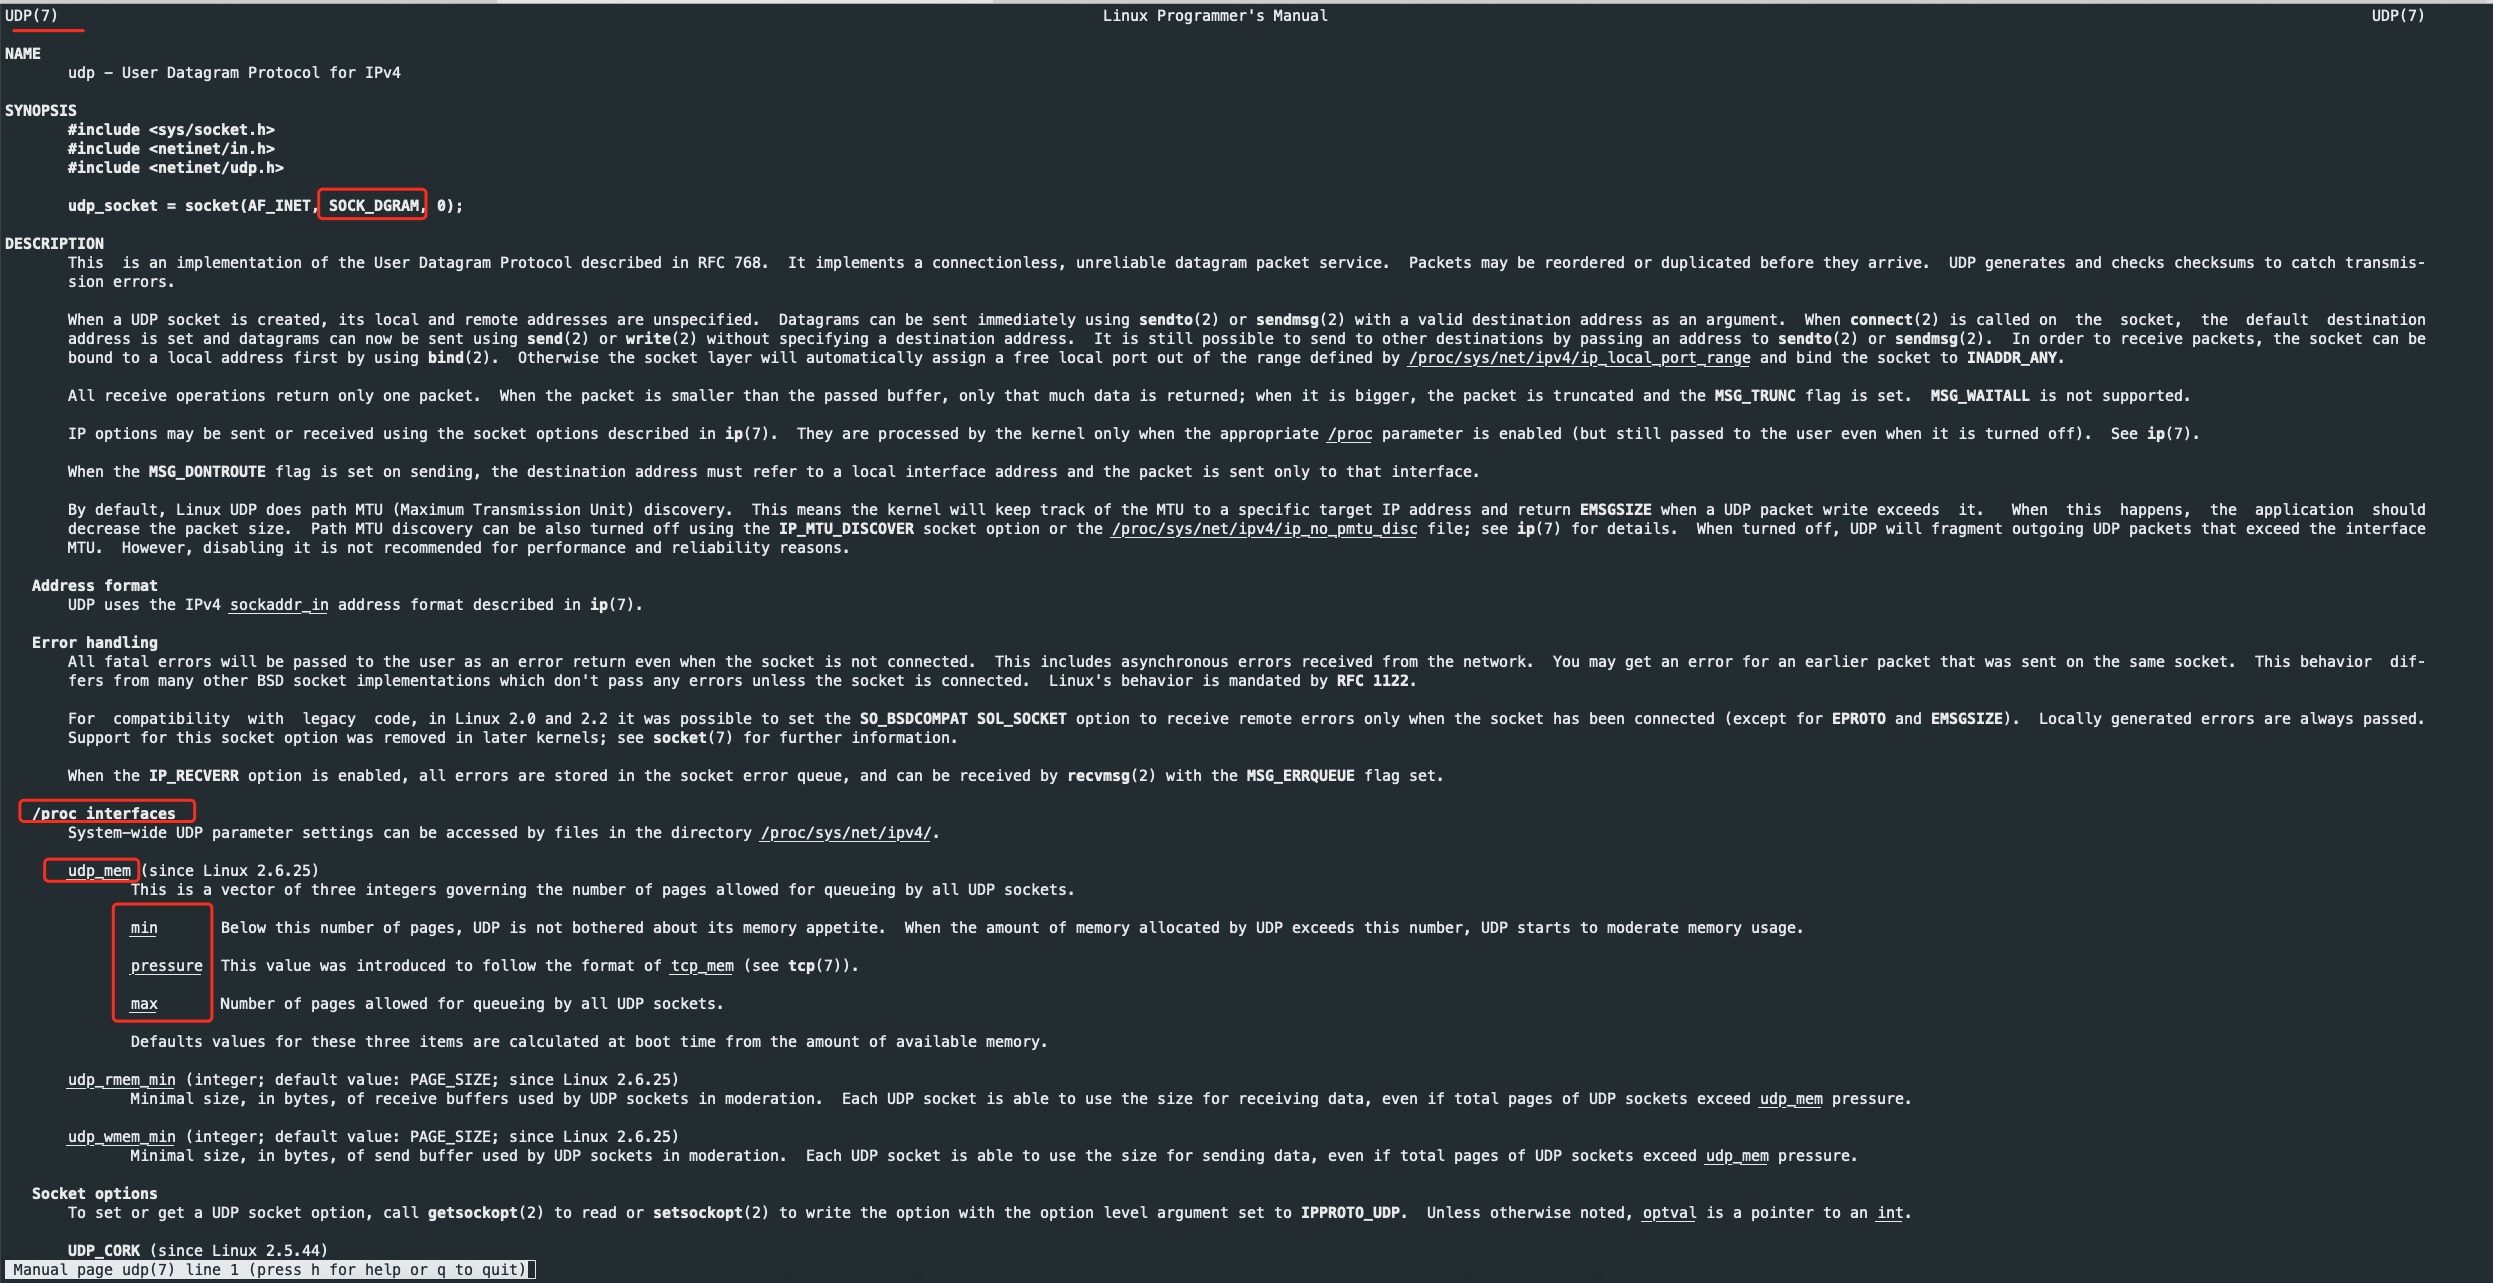 UDP(7) Linux Programmer's Manual UDP(7)
NAME
udp – User Datagram Protocol for IPv4
SYNOPSIS
#include <sys/socket.h>
#include <netinet/in.h>
#include <netinet/udp.h>
udp_socket = socket(AF_INET, SOCK_DGRAM, 0);
DESCRIPTION
This is an implementation of the User Datagram Protocol described in RFC 768. It implements a connectionless, unreliable datagram packet service. Packets may be reordered or duplicated before they arrive. UDP generates and checks checksums to catch transmis-
sion errors.
When a UDP socket is created, its local and remote addresses are unspecified. Datagrams can be sent immediately using sendto(2) or sendmsg(2) with a valid destination address as an argument. When connect(2) is called on the socket, the default destination
address is set and datagrams can now be sent using send(2) or write(2) without specifying a destination address. It is still possible to send to other destinations by passing an address to sendto(2) or sendmsg(2). In order to receive packets, the socket can be
bound to a local address first by using bind(2). Otherwise the socket layer will automatically assign a free local port out of the range defined by /proc/sys/net/ipv4/ip_local_port_range and bind the socket to INADDR_ANY.
All receive operations return only one packet. When the packet is smaller than the passed buffer, only that much data is returned; when it is bigger, the packet is truncated and the MSG_TRUNC flag is set. MSG_WAITALL is not supported.
IP options may be sent or received using the socket options described in ip(7). They are processed by the kernel only when the appropriate /proc parameter is enabled (but still passed to the user even when it is turned off). See ip(7).
When the MSG_DONTROUTE flag is set on sending, the destination address must refer to a local interface address and the packet is sent only to that interface.
By default, Linux UDP does path MTU (Maximum Transmission Unit) discovery. This means the kernel will keep track of the MTU to a specific target IP address and return EMSGSIZE when a UDP packet write exceeds it. When this happens, the application should
decrease the packet size. Path MTU discovery can be also turned off using the IP_MTU_DISCOVER socket option or the /proc/sys/net/ipv4/ip_no_pmtu_disc file; see ip(7) for details. When turned off, UDP will fragment outgoing UDP packets that exceed the interface
MTU. However, disabling it is not recommended for performance and reliability reasons.
Address format
UDP uses the IPv4 sockaddr_in address format described in ip(7).
Error handling
All fatal errors will be passed to the user as an error return even when the socket is not connected. This includes asynchronous errors received from the network. You may get an error for an earlier packet that was sent on the same socket. This behavior dif-
fers from many other BSD socket implementations which don't pass any errors unless the socket is connected. Linux's behavior is mandated by RFC 1122.
For compatibility with legacy code, in Linux 2.0 and 2.2 it was possible to set the SO_BSDCOMPAT SOL_SOCKET option to receive remote errors only when the socket has been connected (except for EPROTO and EMSGSIZE). Locally generated errors are always passed.
Support for this socket option was removed in later kernels; see socket(7) for further information.
When the IP_RECVERR option is enabled, all errors are stored in the socket error queue, and can be received by recvmsg(2) with the MSG_ERRQUEUE flag set.
/proc interfaces
System-wide UDP parameter settings can be accessed by files in the directory /proc/sys/net/ipv4/.
udp_mem (since Linux 2.6.25)
This is a vector of three integers governing the number of pages allowed for queueing by all UDP sockets.
min Below this number of pages, UDP is not bothered about its memory appetite. When the amount of memory allocated by UDP exceeds this number, UDP starts to moderate memory usage.
pressure This value was introduced to follow the format of tcp_mem (see tcp(7)).
max Number of pages allowed for queueing by all UDP sockets.
Defaults values for these three items are calculated at boot time from the amount of available memory.
udp_rmem_min (integer; default value: PAGE_SIZE; since Linux 2.6.25)
Minimal size, in bytes, of receive buffers used by UDP sockets in moderation. Each UDP socket is able to use the size for receiving data, even if total pages of UDP sockets exceed udp_mem pressure.
udp_wmem_min (integer; default value: PAGE_SIZE; since Linux 2.6.25)
Minimal size, in bytes, of send buffer used by UDP sockets in moderation. Each UDP socket is able to use the size for sending data, even if total pages of UDP sockets exceed udp_mem pressure.
Socket options
To set or get a UDP socket option, call getsockopt(2) to read or setsockopt(2) to write the option with the option level argument set to IPPROTO_UDP. Unless otherwise noted, optval is a pointer to an int.
UDP_CORK (since Linux 2.5.44)
Manual page udp(7) line 1 (press h for help or q to quit)